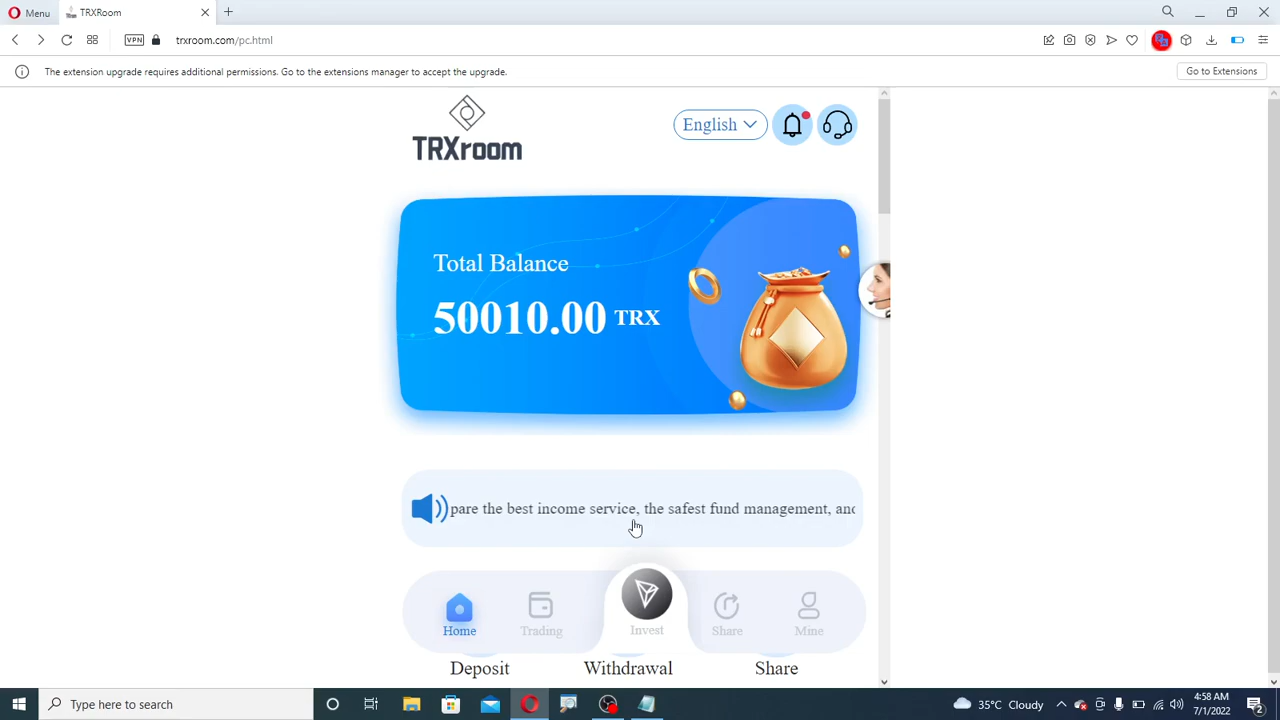 Menu
TRXRoom
VPN
trxroom.com/pc.html
The extension upgrade requires additional permissions. Go to the extensions manager to accept the upgrade.
Go to Extensions
TRXroom
English
Total Balance
50010.00 TRX
pare the best income service, the safest fund management, and
Home
Trading
Invest
Share
Mine
Deposit
Withdrawal
Share
Type here to search
35°C Cloudy
4:58 AM
7/1/2022
2